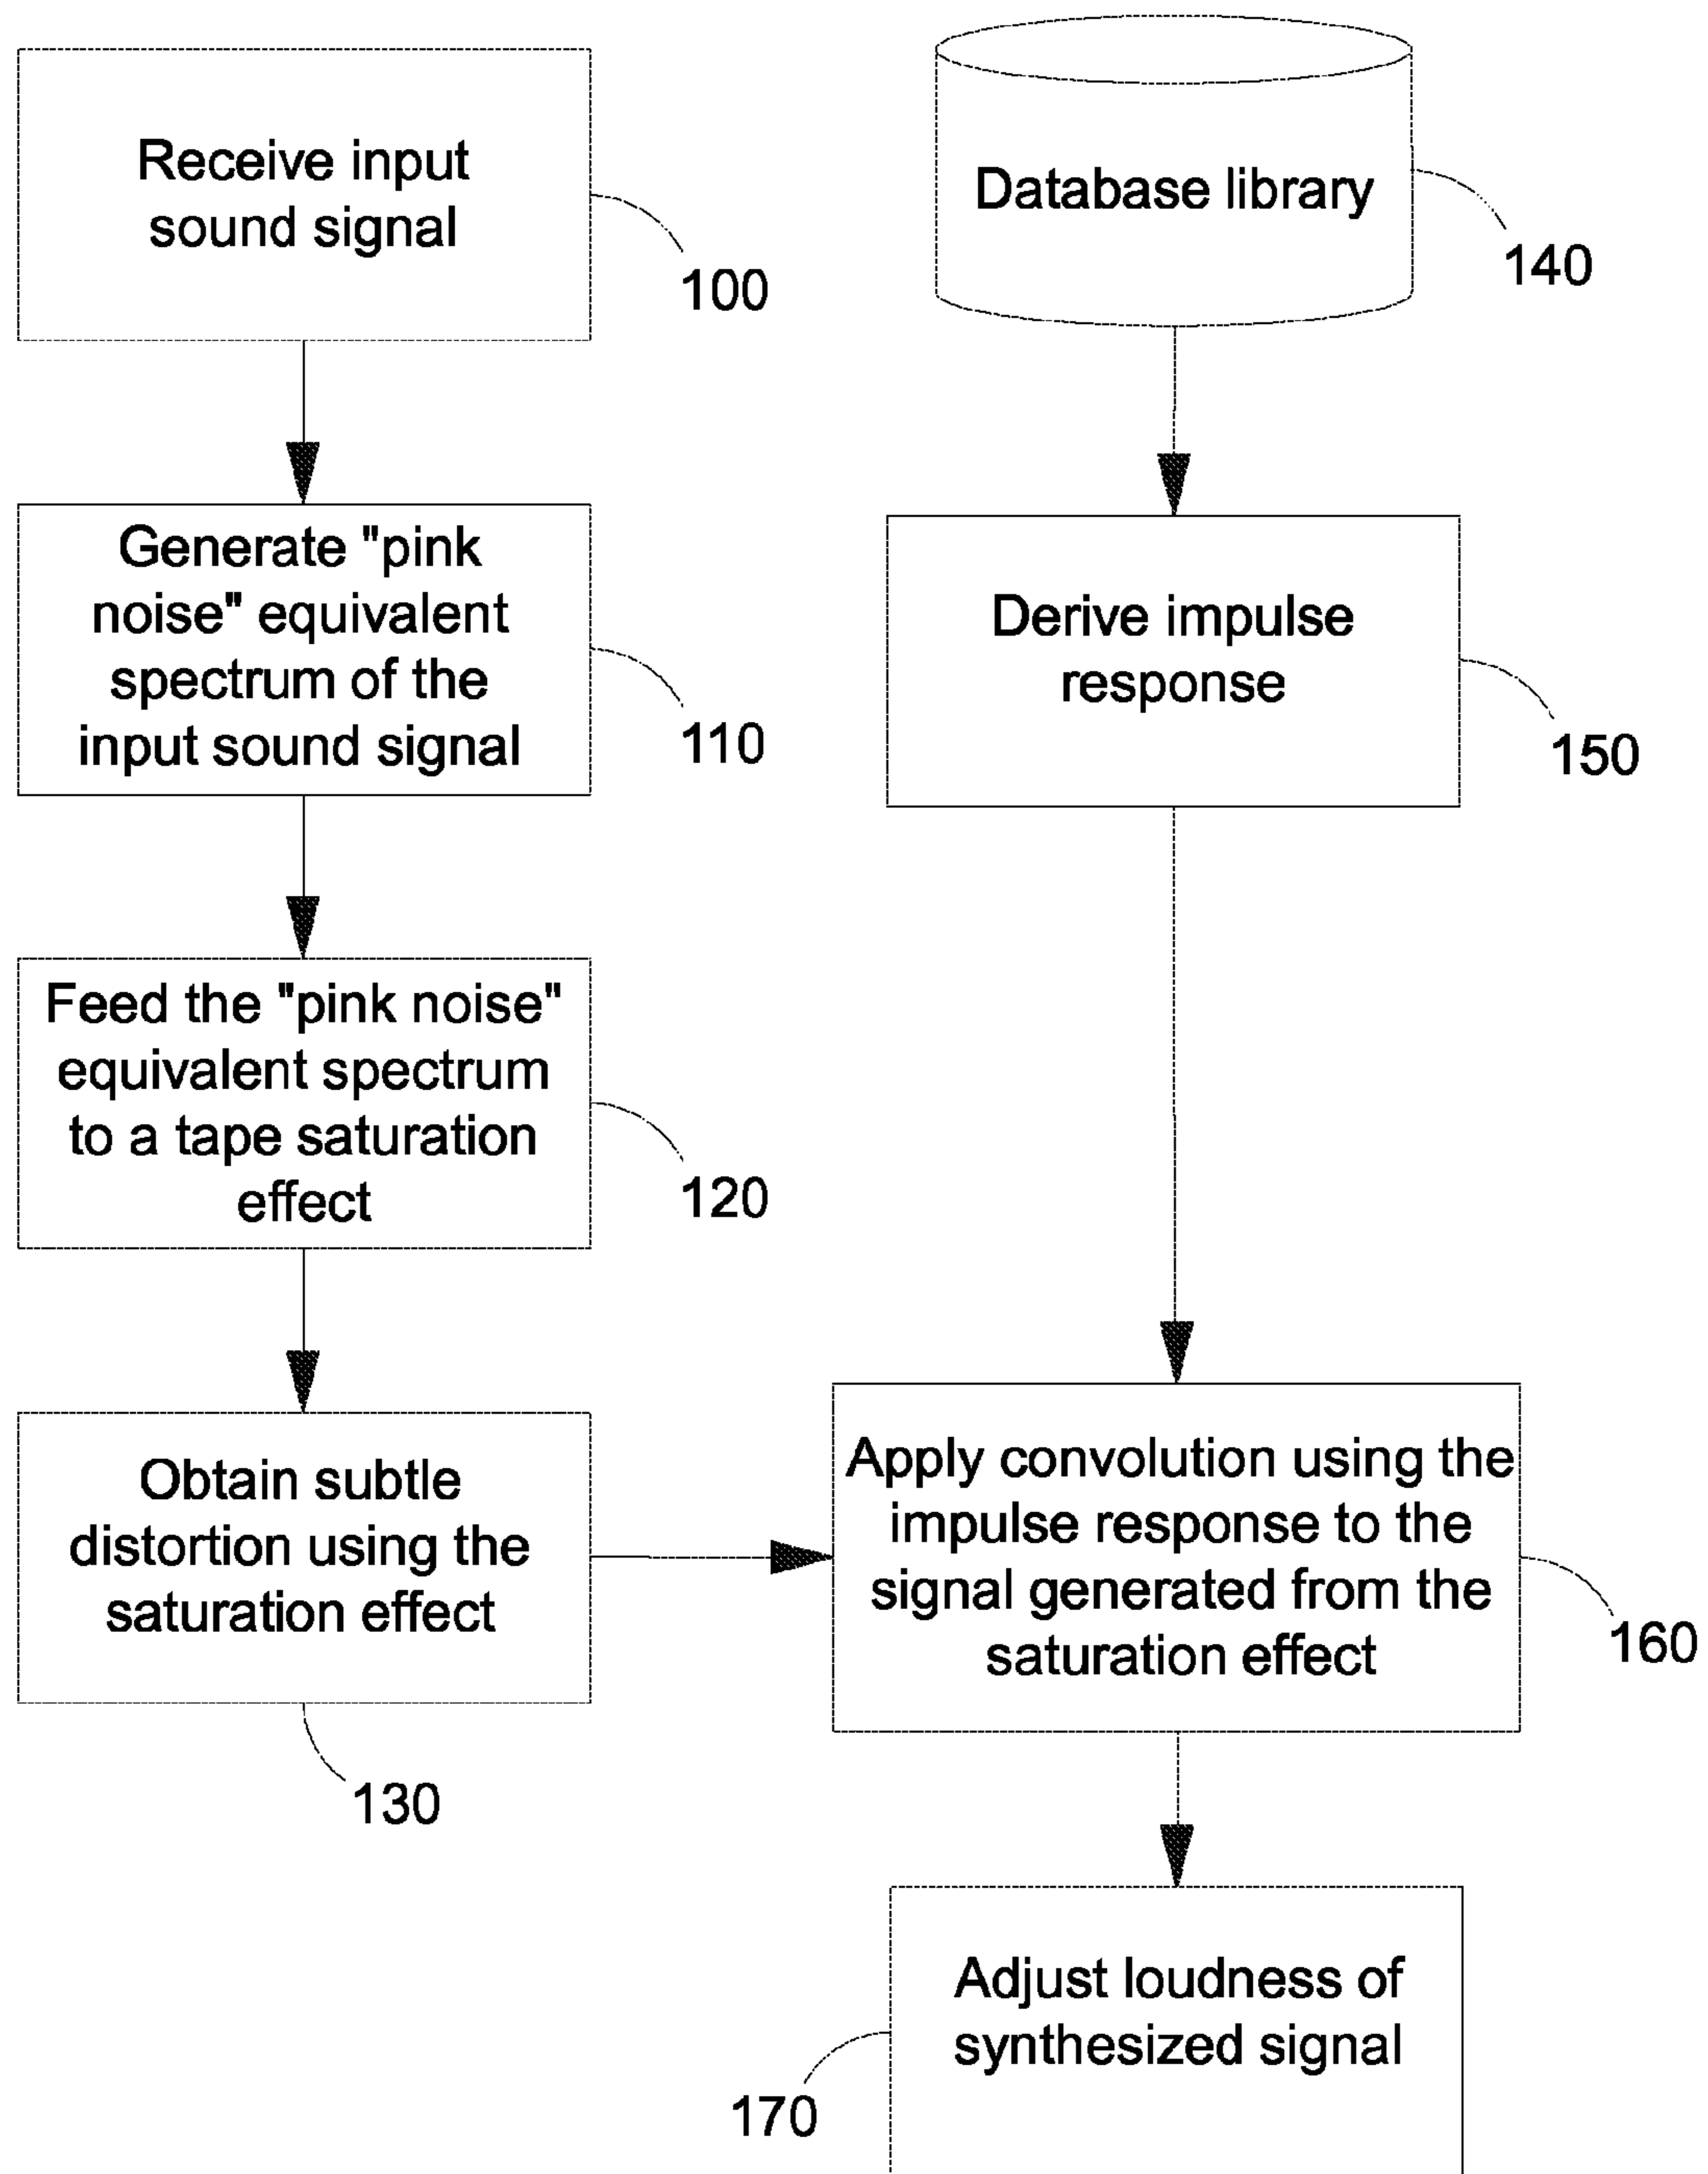 Receive input
sound signal
100
Generate "pink
noise" equivalent
spectrum of the
input sound signal
110
Feed the "pink noise"
equivalent spectrum
to a tape saturation
effect
120
Obtain subtle
distortion using the
saturation effect
130
Database library
140
Derive impulse
response
150
Apply convolution using the
impulse response to the
signal generated from the
saturation effect
160
Adjust loudness of
synthesized signal
170